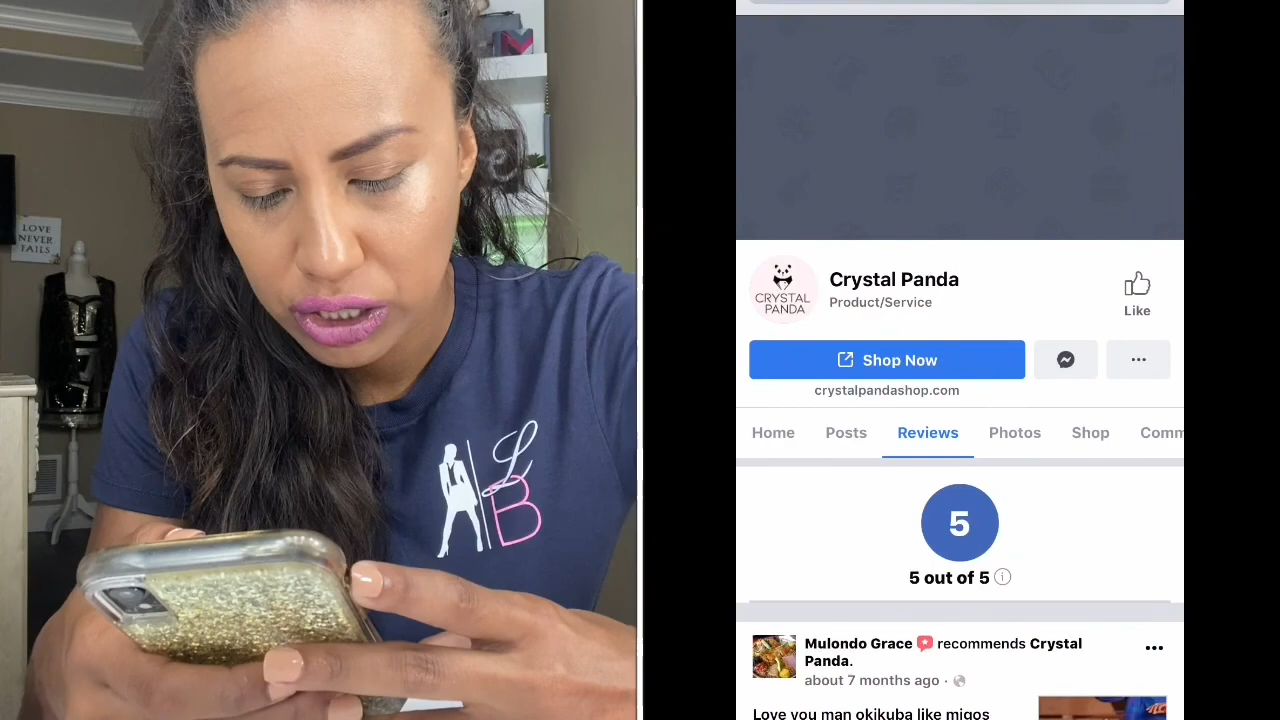 LOVE
NEVER
FAILS
L
B
CRYSTAL
PANDA
Crystal Panda
Product/Service
Like
Shop Now
crystalpandashop.com
Home Posts Reviews Photos Shop Comm
5
5 out of 5
Mulondo Grace recommends Crystal
Panda.
about 7 months ago ·
Love you man okikuba like migos